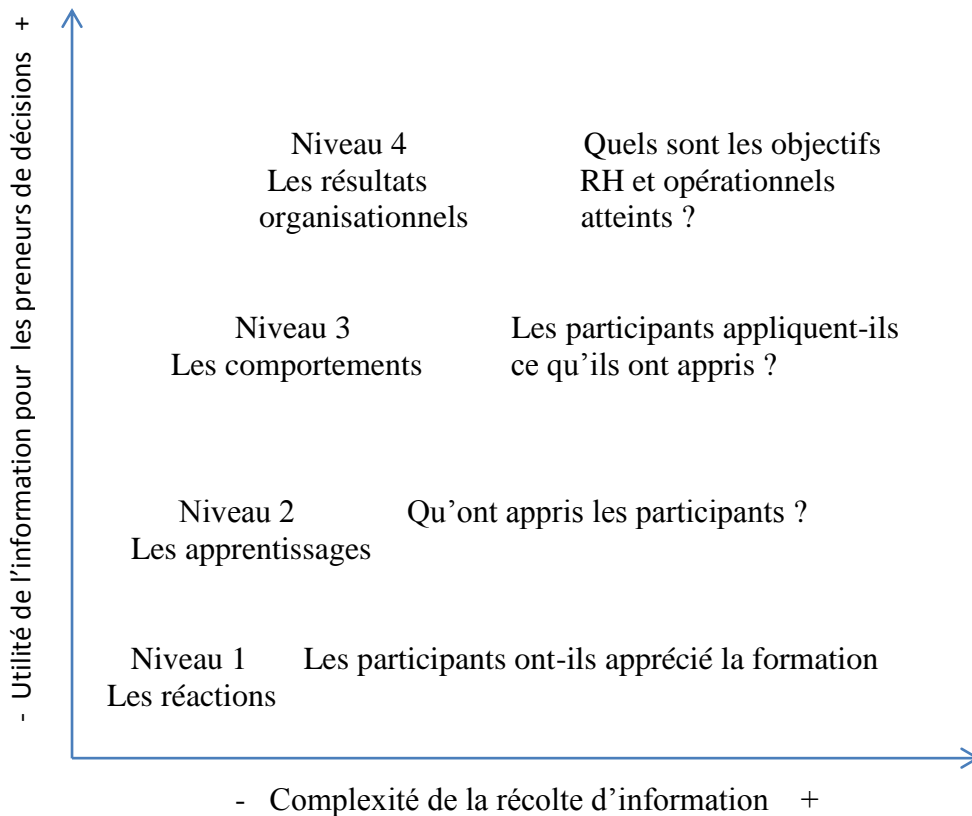 - Utilité de l’information pour les preneurs de décisions +
Niveau 4 Quels sont les objectifs
Les résultats RH et opérationnels
organisationnels atteints ?
Niveau 3 Les participants appliquent-ils
Les comportements ce qu’ils ont appris ?
Niveau 2 Qu’ont appris les participants ?
Les apprentissages
Niveau 1 Les participants ont-ils apprécié la formation
Les réactions
- Complexité de la récolte d’information +